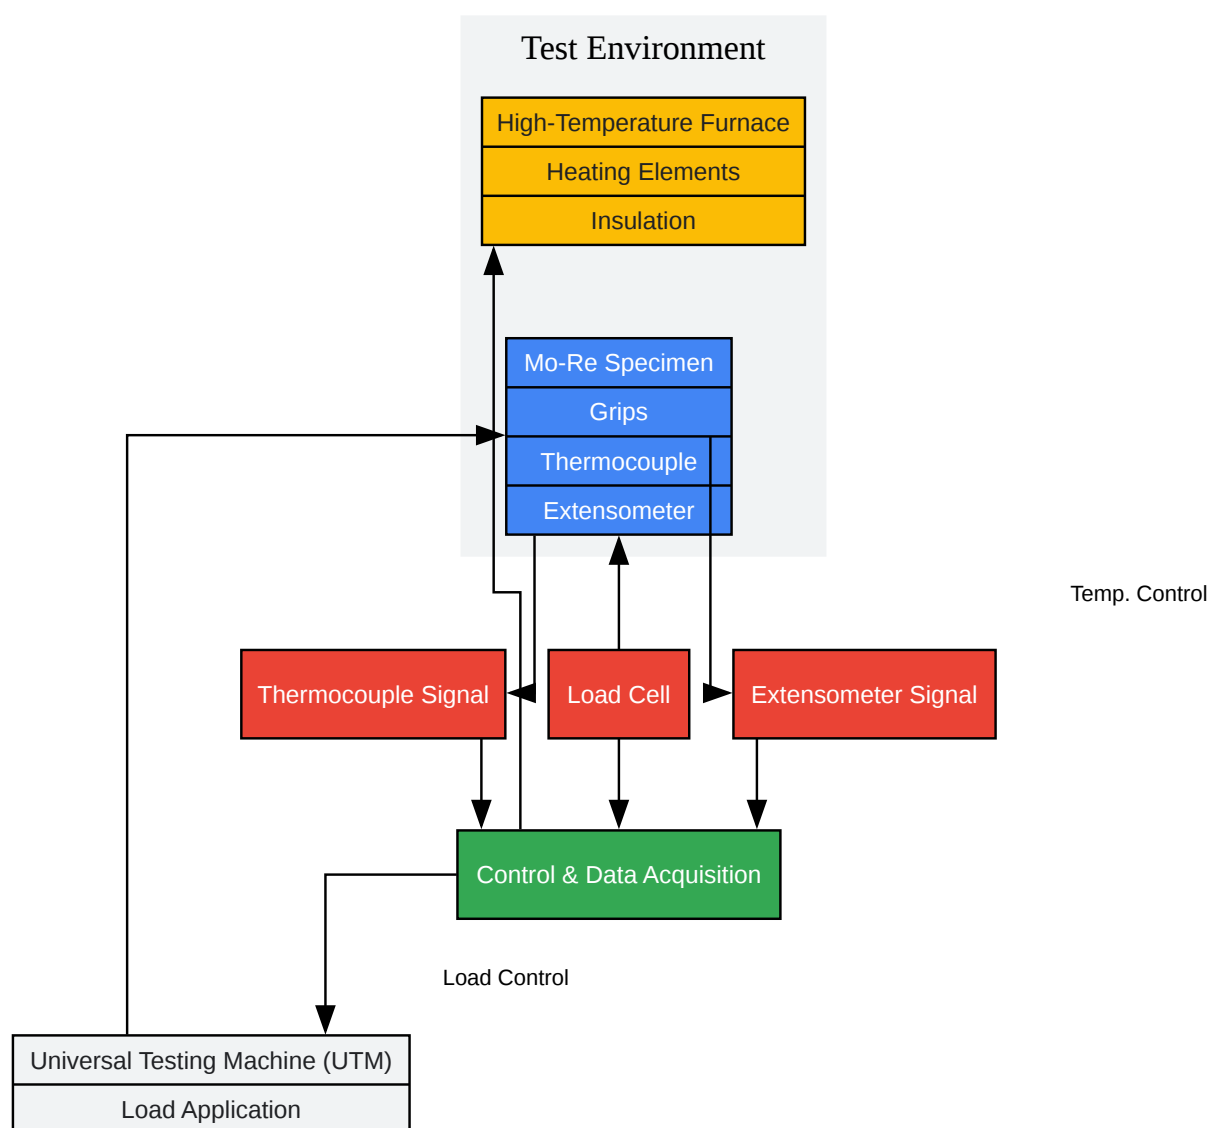 Test Environment
High-Temperature Furnace
Heating Elements
Insulation
Mo-Re Specimen
Grips
Thermocouple
Extensometer
Temp. Control
Thermocouple Signal
Load Cell
Extensometer Signal
Control & Data Acquisition
Load Control
Universal Testing Machine (UTM)
Load Application